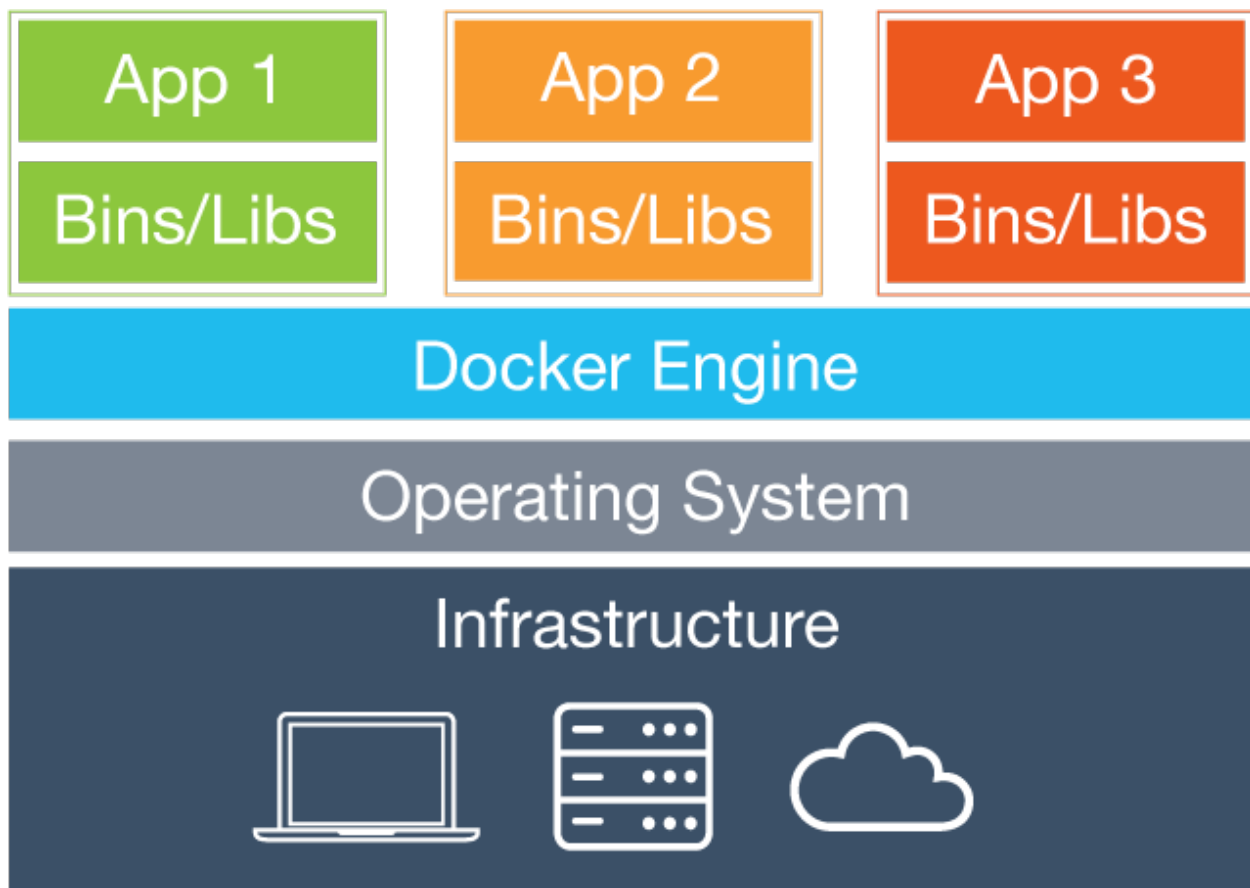 App 1
App 2
App 3
Bins/Libs
Bins/Libs
Bins/Libs
Docker Engine
Operating System
Infrastructure